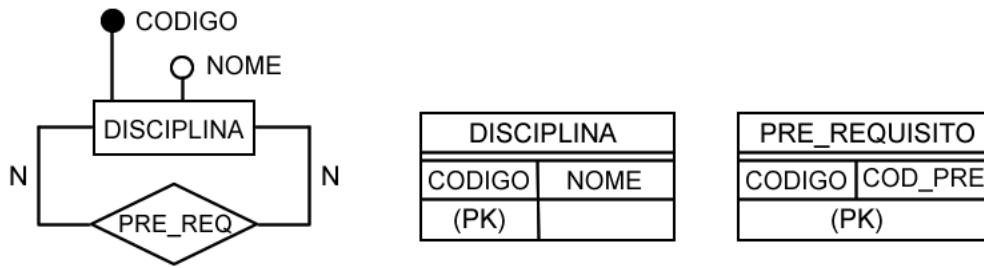 CODIGO
NOME
DISCIPLINA
N
N
PRE_REQ
DISCIPLINA
CODIGO NOME
(PK)
PRE_REQUISITO
CODIGO COD_PRE
(PK)